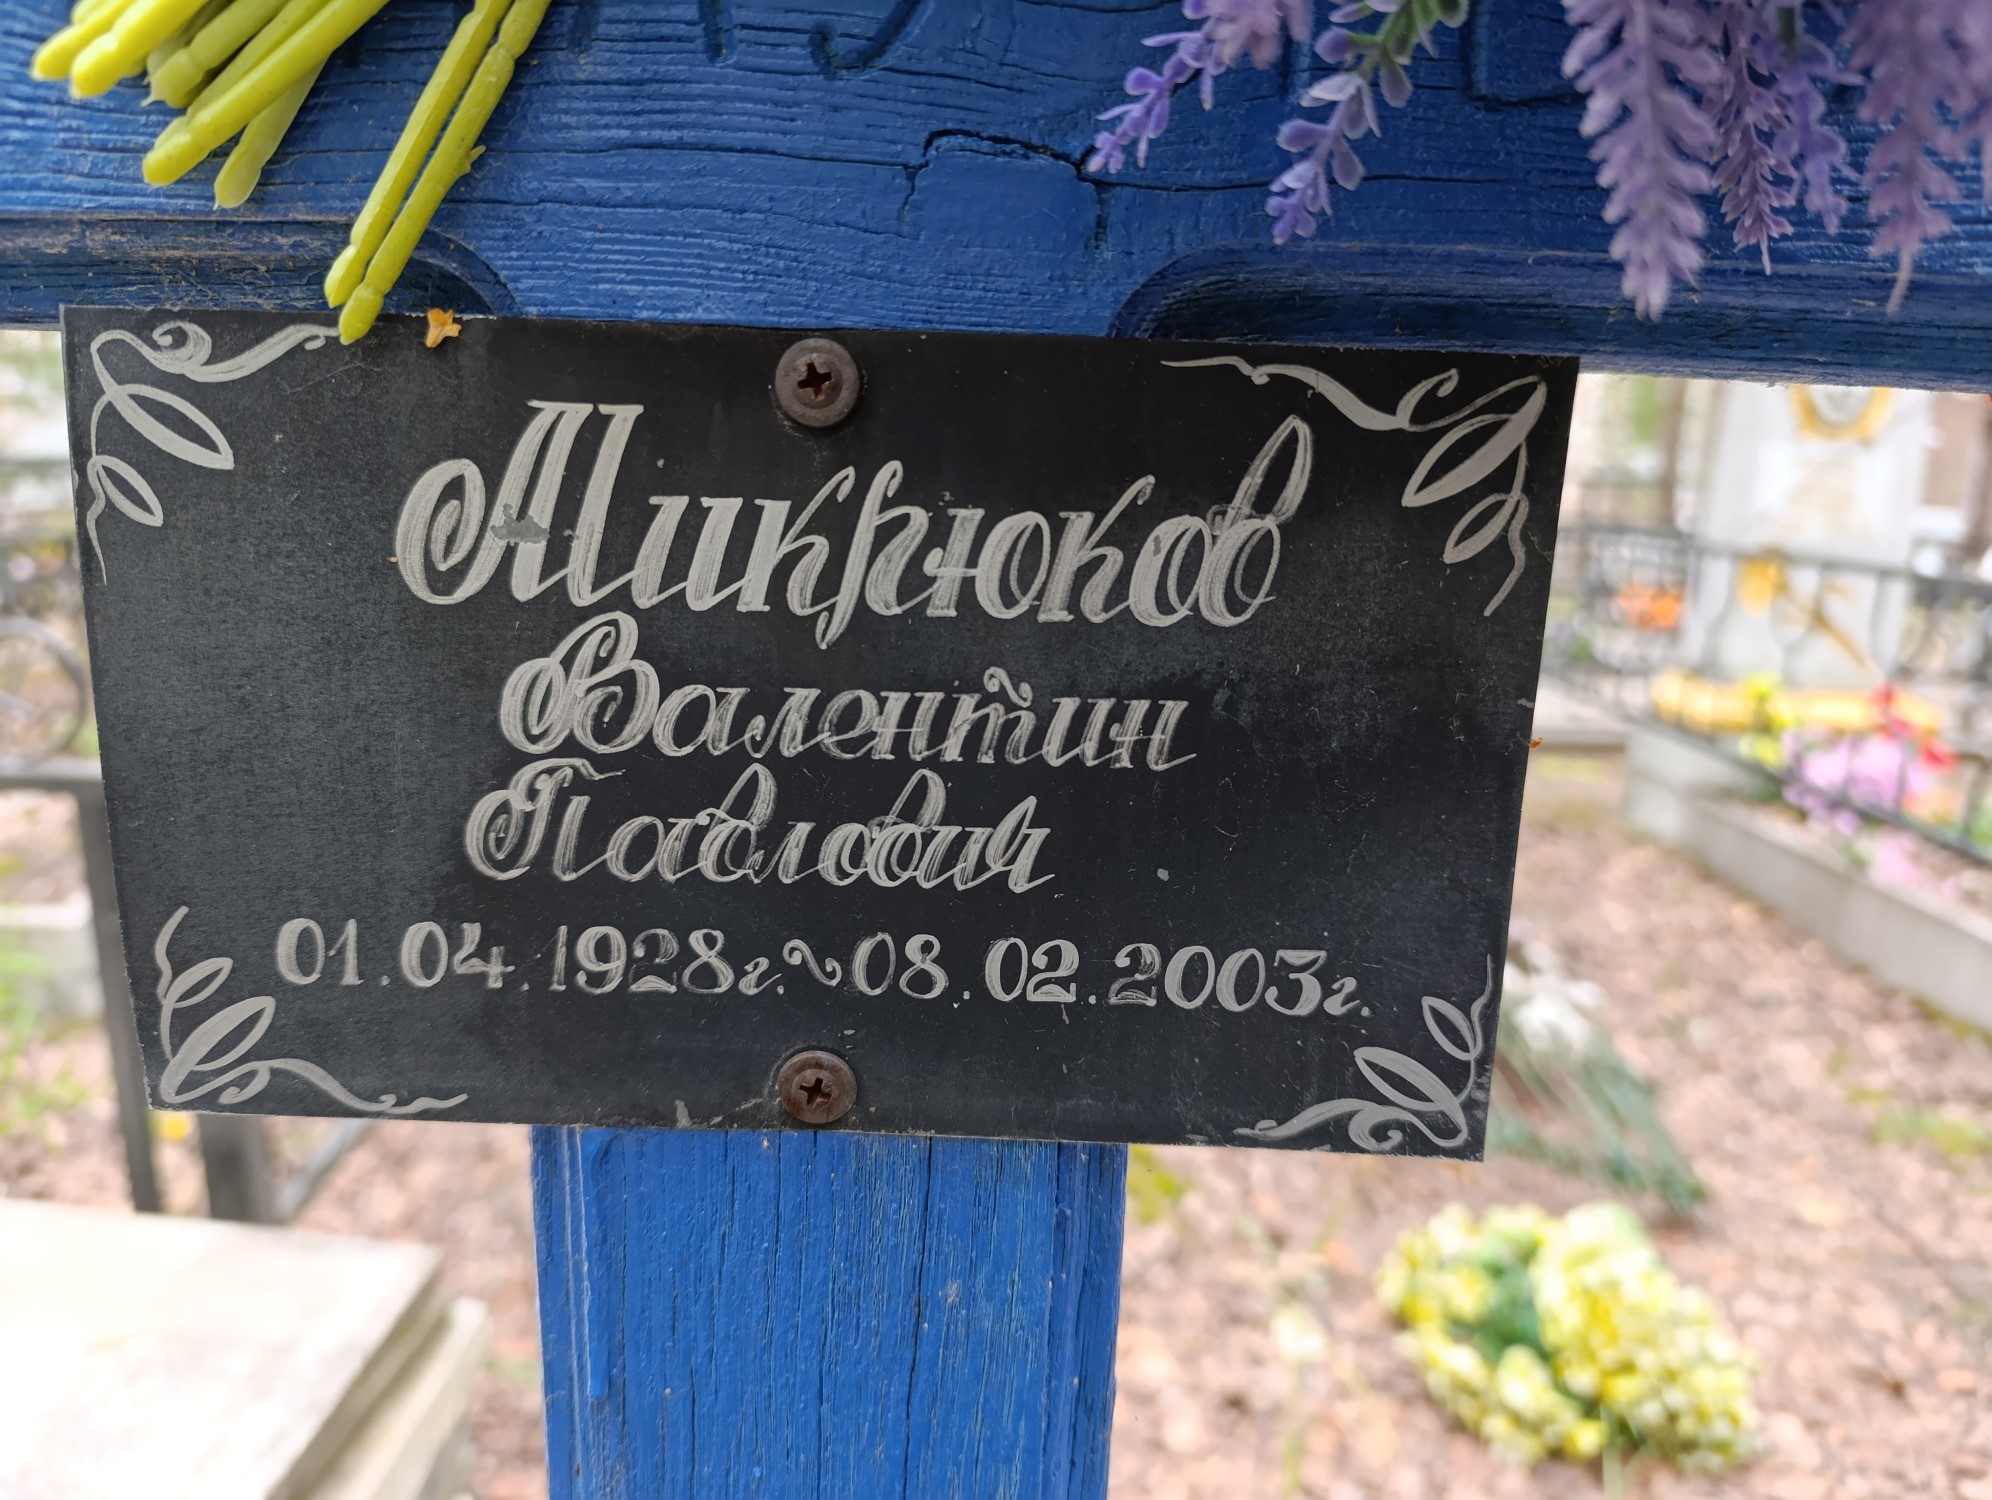 Микрюков
Валентин
Павлович
01.04.1928г.~08.02.2003г.